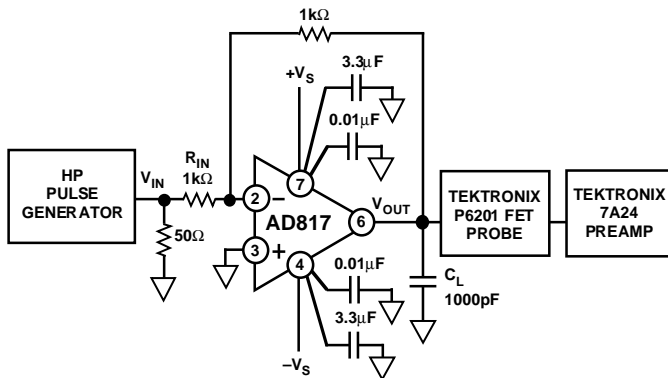 1kΩ
3.3μF
+VS
0.01μF
HP
PULSE
GENERATOR
VIN
RIN
1kΩ
50Ω
2
−
7
AD817
3
+
4
6
VOUT
TEKTRONIX
P6201 FET
PROBE
TEKTRONIX
7A24
PREAMP
0.01μF
CL
1000pF
3.3μF
−VS